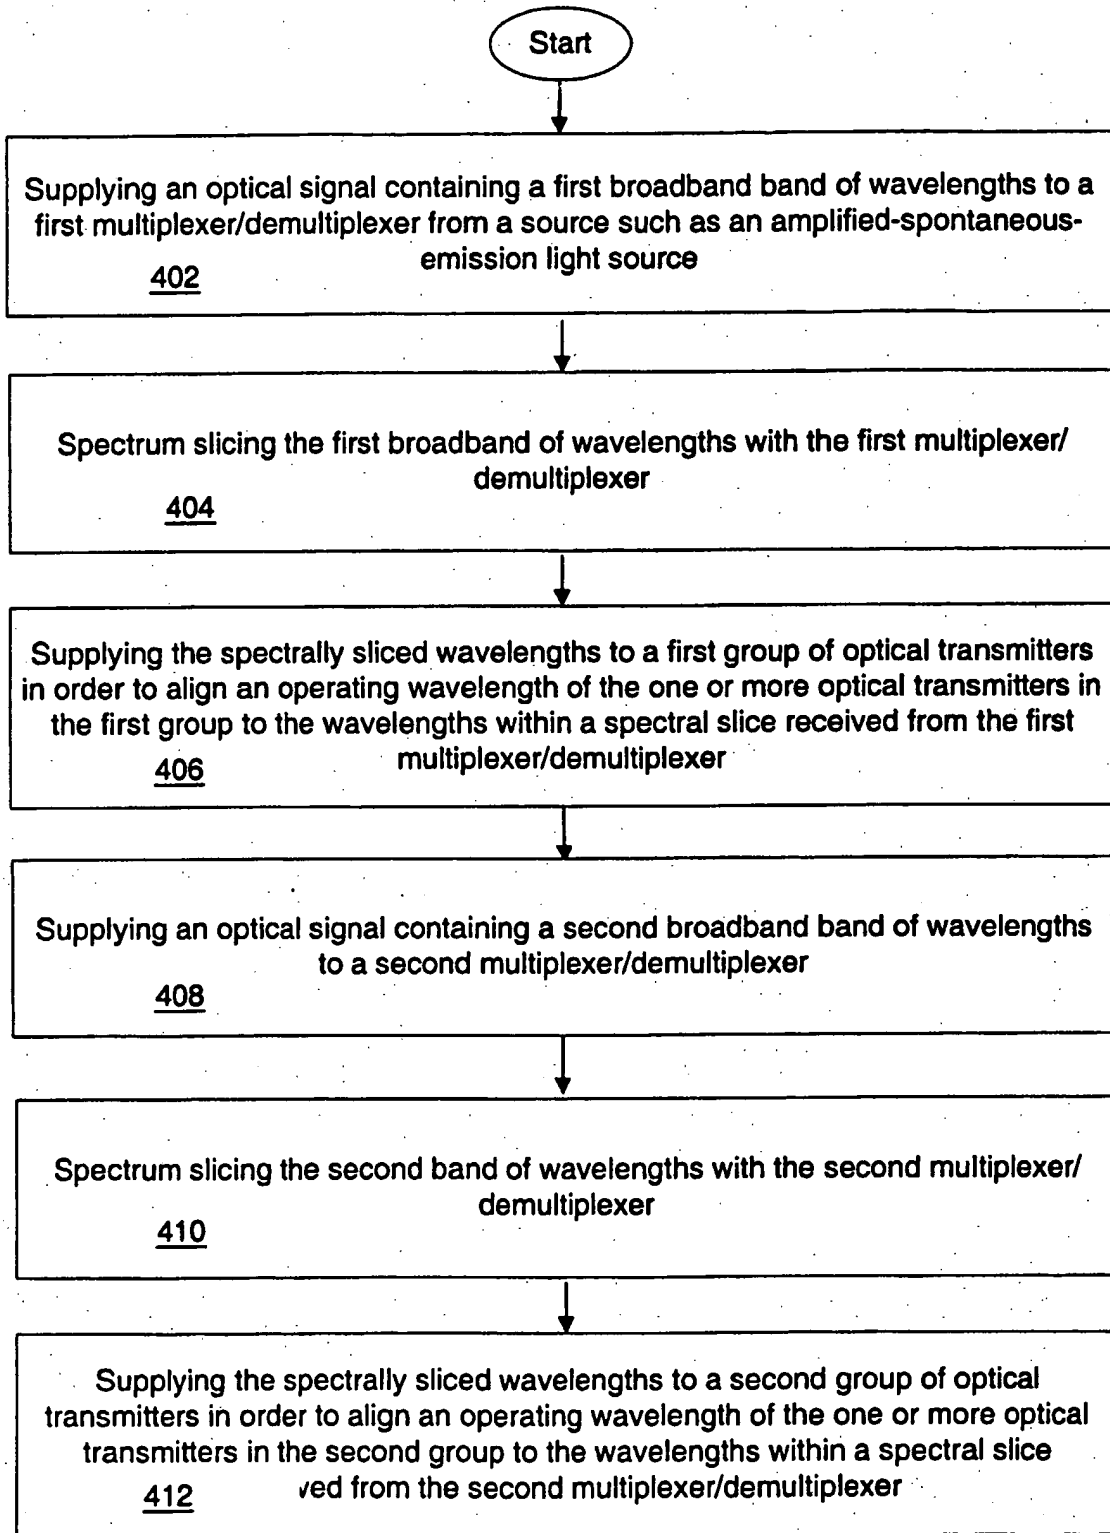 Start
Supplying an optical signal containing a first broadband band of wavelengths to a
first multiplexer/demultiplexer from a source such as an amplified-spontaneous-
emission light source
402
Spectrum slicing the first broadband of wavelengths with the first multiplexer/
demultiplexer
404
Supplying the spectrally sliced wavelengths to a first group of optical transmitters
in order to align an operating wavelength of the one or more optical transmitters in
the first group to the wavelengths within a spectral slice received from the first
multiplexer/demultiplexer
406
Supplying an optical signal containing a second broadband band of wavelengths
to a second multiplexer/demultiplexer
408
Spectrum slicing the second band of wavelengths with the second multiplexer/
demultiplexer
410
Supplying the spectrally sliced wavelengths to a second group of optical
transmitters in order to align an operating wavelength of the one or more optical
transmitters in the second group to the wavelengths within a spectral slice
ved from the second multiplexer/demultiplexer
412